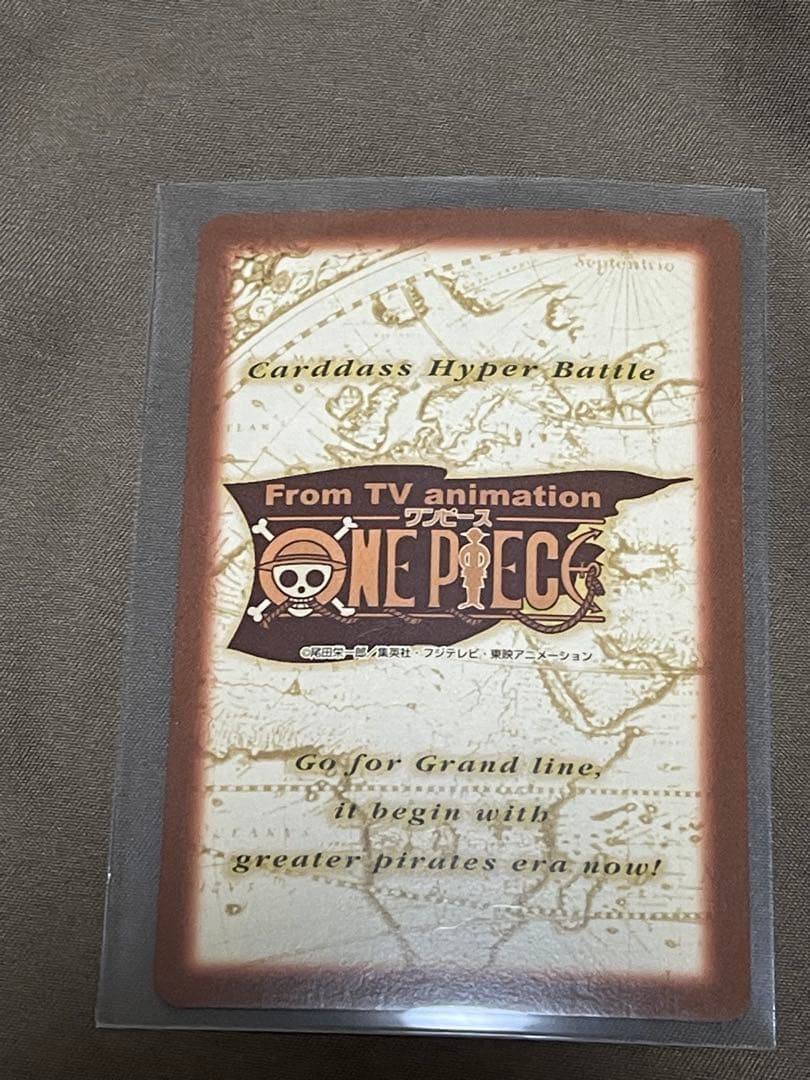 Septentrio
Carddass Hyper Battle
From TV animation
ワンピース
ONE PIECE
©尾田栄一郎／集英社・フジテレビ・東映アニメーション
Go for Grand line,
it begin with
greater pirates era now!